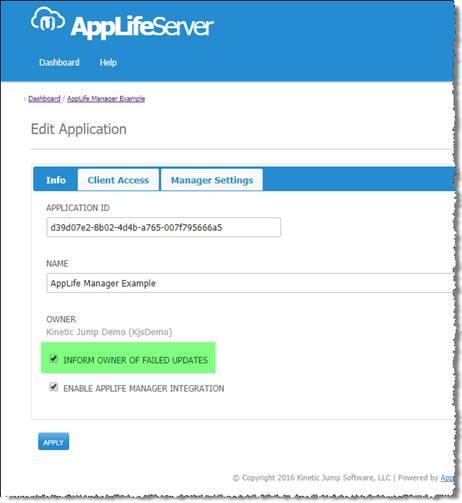 AppLifeServer
Dashboard Help
Dashboard / AppLife Manager Example
Edit Application
Info Client Access Manager Settings
APPLICATION ID
d39d07e2-8b02-4d4b-a765-007f795666a5
NAME
AppLife Manager Example
OWNER
Kinetic Jump Demo (KjsDemo)
INFORM OWNER OF FAILED UPDATES
ENABLE APPLIFE MANAGER INTEGRATION
APPLY
© Copyright 2016 Kinetic Jump Software, LLC | Powered by App